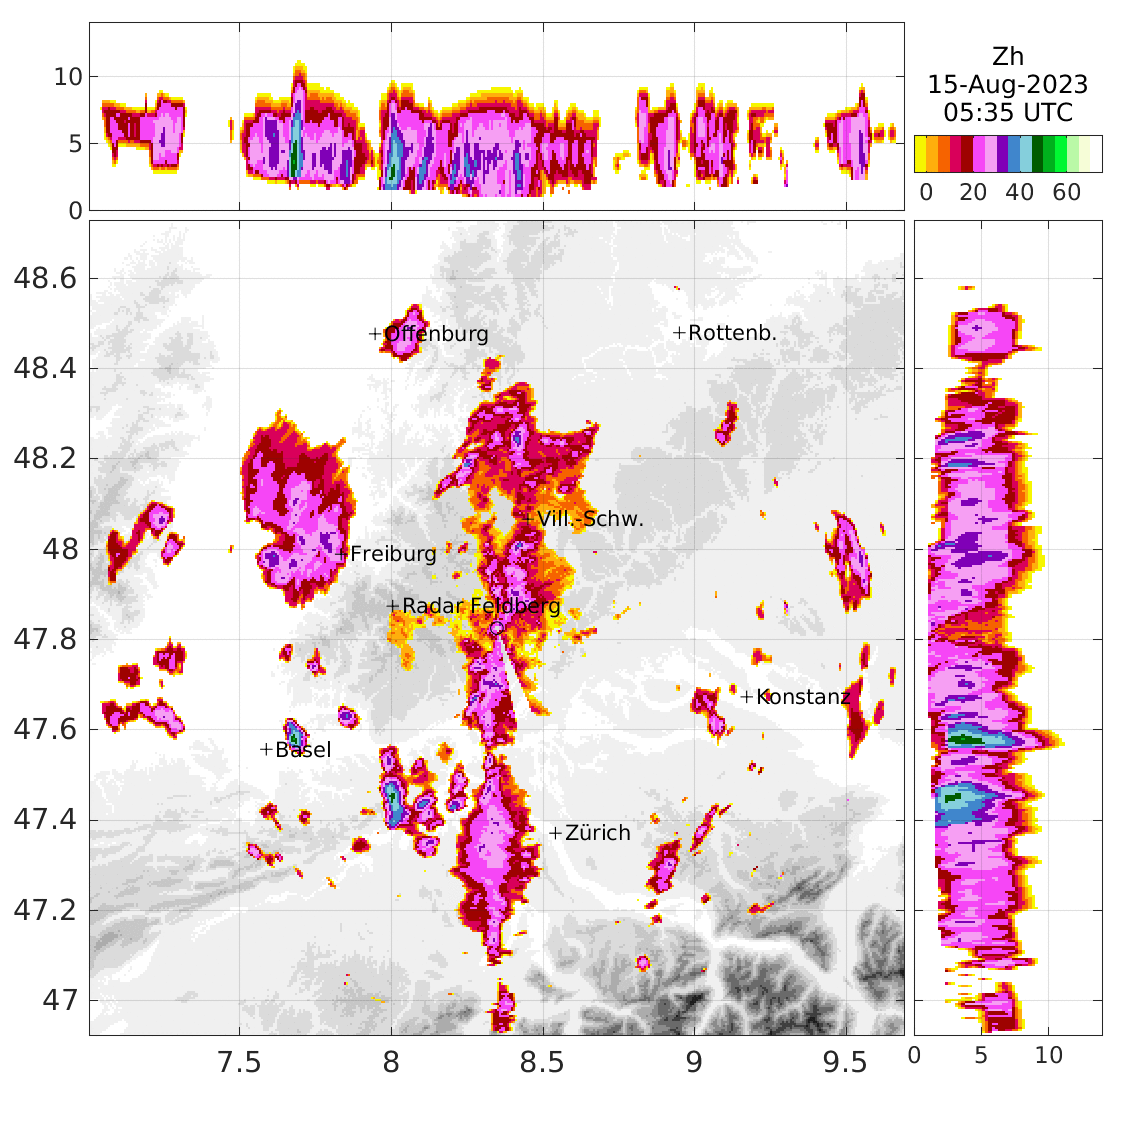 10
5
0
Zh
15-Aug-2023
05:35 UTC
0 20 40 60
48.6
48.4
48.2
48
47.8
47.6
47.4
47.2
47
Offenburg
Rottenb.
Vill.-Schw.
Freiburg
Radar Feldberg
Konstanz
Basel
Zürich
7.5 8 8.5 9 9.5
0 5 10